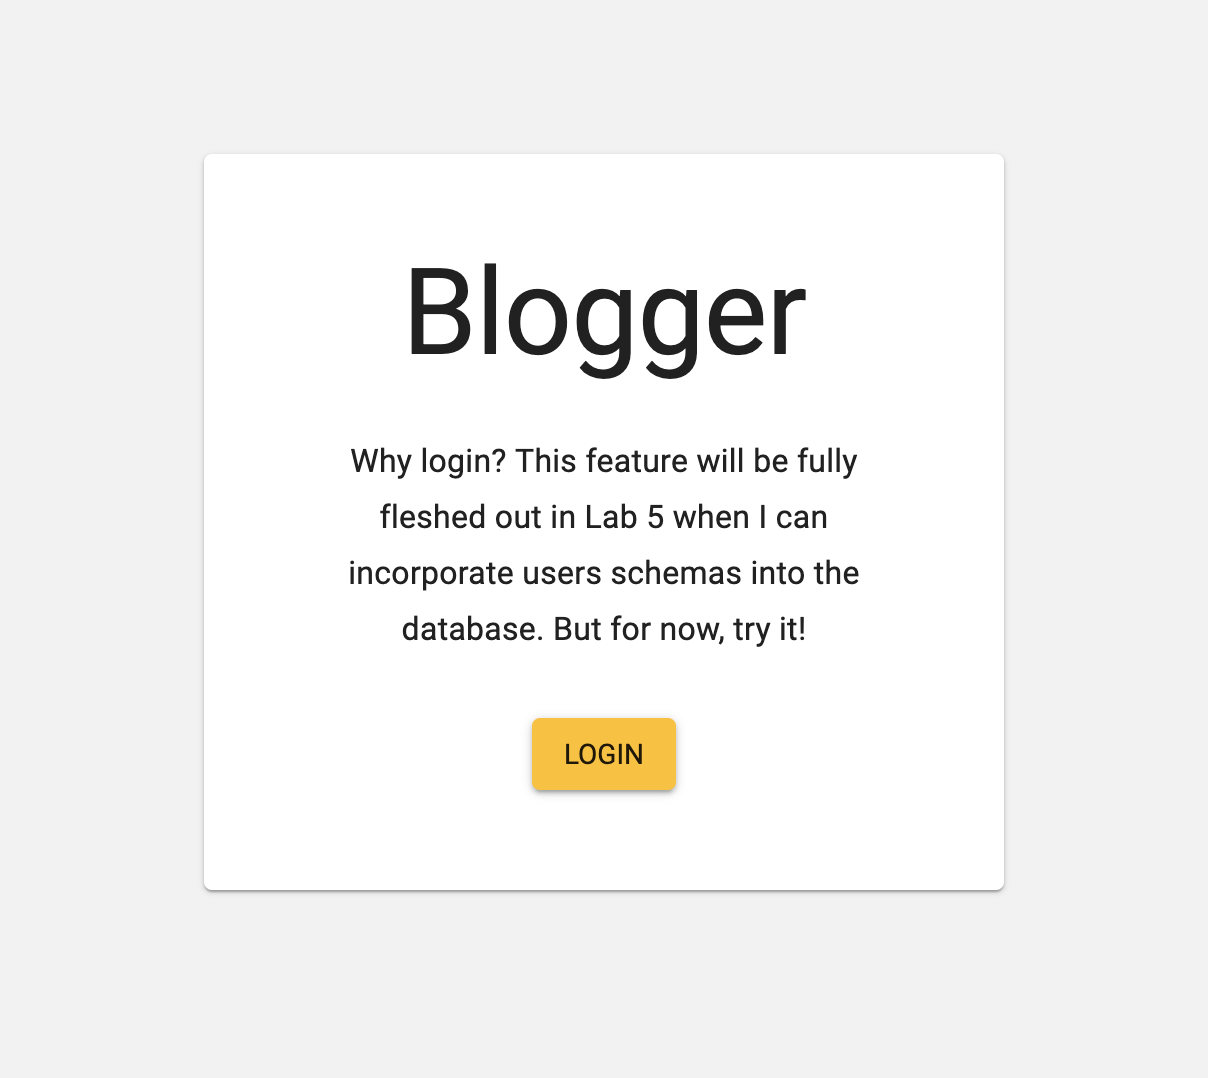 Blogger
Why login? This feature will be fully
fleshed out in Lab 5 when I can
incorporate users schemas into the
database. But for now, try it!
LOGIN